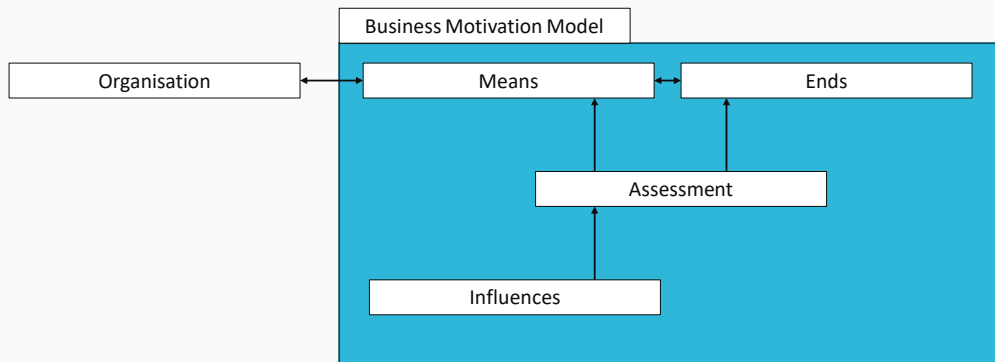 Business Motivation Model
Organisation
Means
Ends
Assessment
Influences